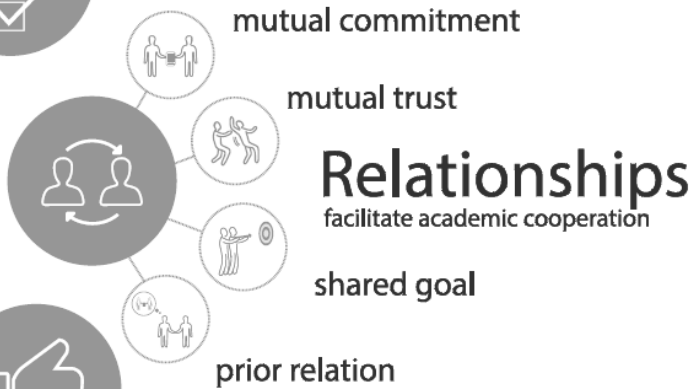 mutual commitment
mutual trust
Relationships
facilitate academic cooperation
shared goal
prior relation